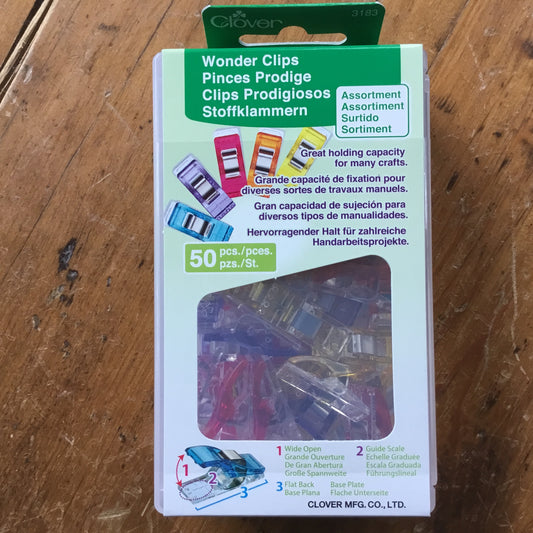 Clover
3183
Wonder Clips
Pinces Prodige
Clips Prodigiosos
Stoffklammern
Assortment
Assortiment
Surtido
Sortiment
Great holding capacity
for many crafts.
Grande capacité de fixation pour
diverses sortes de travaux manuels.
Gran capacidad de sujeción para
diversos tipos de manualidades.
Hervorragender Halt für zahlreiche
Handarbeitsprojekte.
50 pcs./pces.
pzs./St.
1 Wide Open
Grande Ouverture
De Gran Abertura
Große Spannweite
2 Guide Scale
Echelle Graduée
Escala Graduada
Führungslineal
3 Flat Back Base Plate
Base Plana Flache Unterseite
1
2
3
CLOVER MFG. CO., LTD.